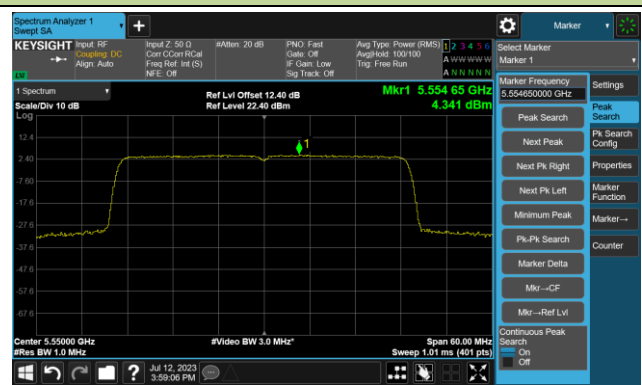 Spectrum Analyzer 1
Swept SA
Marker
KEYSIGHT
Input: RF
Coupling: DC
Align: Auto
Input Z: 50 Ω
Corr CCorr RCal
Freq Ref: Int (S)
NFE: Off
#Atten: 20 dB
PNO: Fast
Gate: Off
IF Gain: Low
Sig Track: Off
Avg Type: Power (RMS)
Avg|Hold: 100/100
Trig: Free Run
1 2 3 4 5 6
A W W W W W
A N N N N N
LV
Select Marker
Marker 1
1 Spectrum
Scale/Div 10 dB
Log
Ref Lvl Offset 12.40 dB
Ref Level 22.40 dBm
Mkr1 5.554 65 GHz
4.341 dBm
1
12.4
2.40
-7.60
-17.6
-27.6
-37.6
-47.6
-57.6
-67.6
Center 5.55000 GHz
#Res BW 1.0 MHz
#Video BW 3.0 MHz*
Span 60.00 MHz
Sweep 1.01 ms (401 pts)
Marker Frequency
5.554650000 GHz
Peak Search
Next Peak
Next Pk Right
Next Pk Left
Minimum Peak
Pk-Pk Search
Marker Delta
Mkr→CF
Mkr→Ref Lvl
Continuous Peak
Search
On
Off
Settings
Peak
Search
Pk Search
Config
Properties
Marker
Function
Marker→
Counter
?
Jul 12, 2023
3:59:06 PM